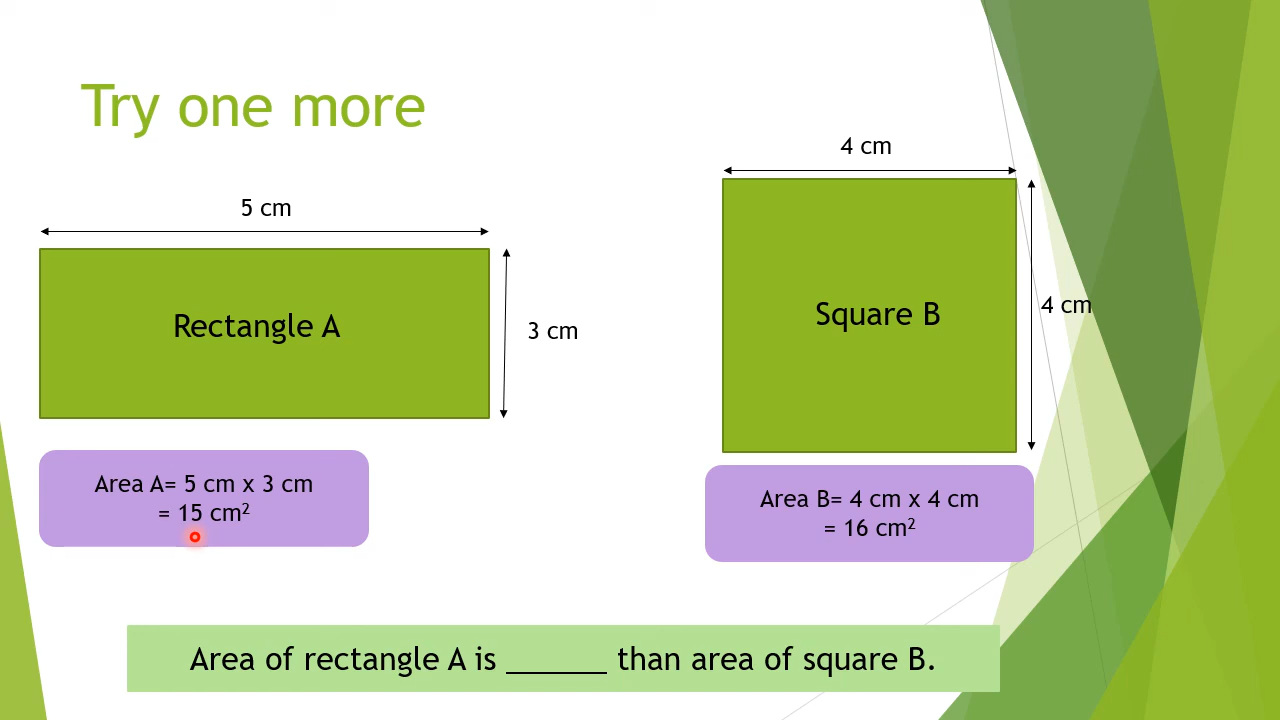 Try one more
5 cm
Rectangle A
3 cm
Area A= 5 cm x 3 cm
= 15 cm²
4 cm
Square B
4 cm
Area B= 4 cm x 4 cm
= 16 cm²
Area of rectangle A is ______ than area of square B.